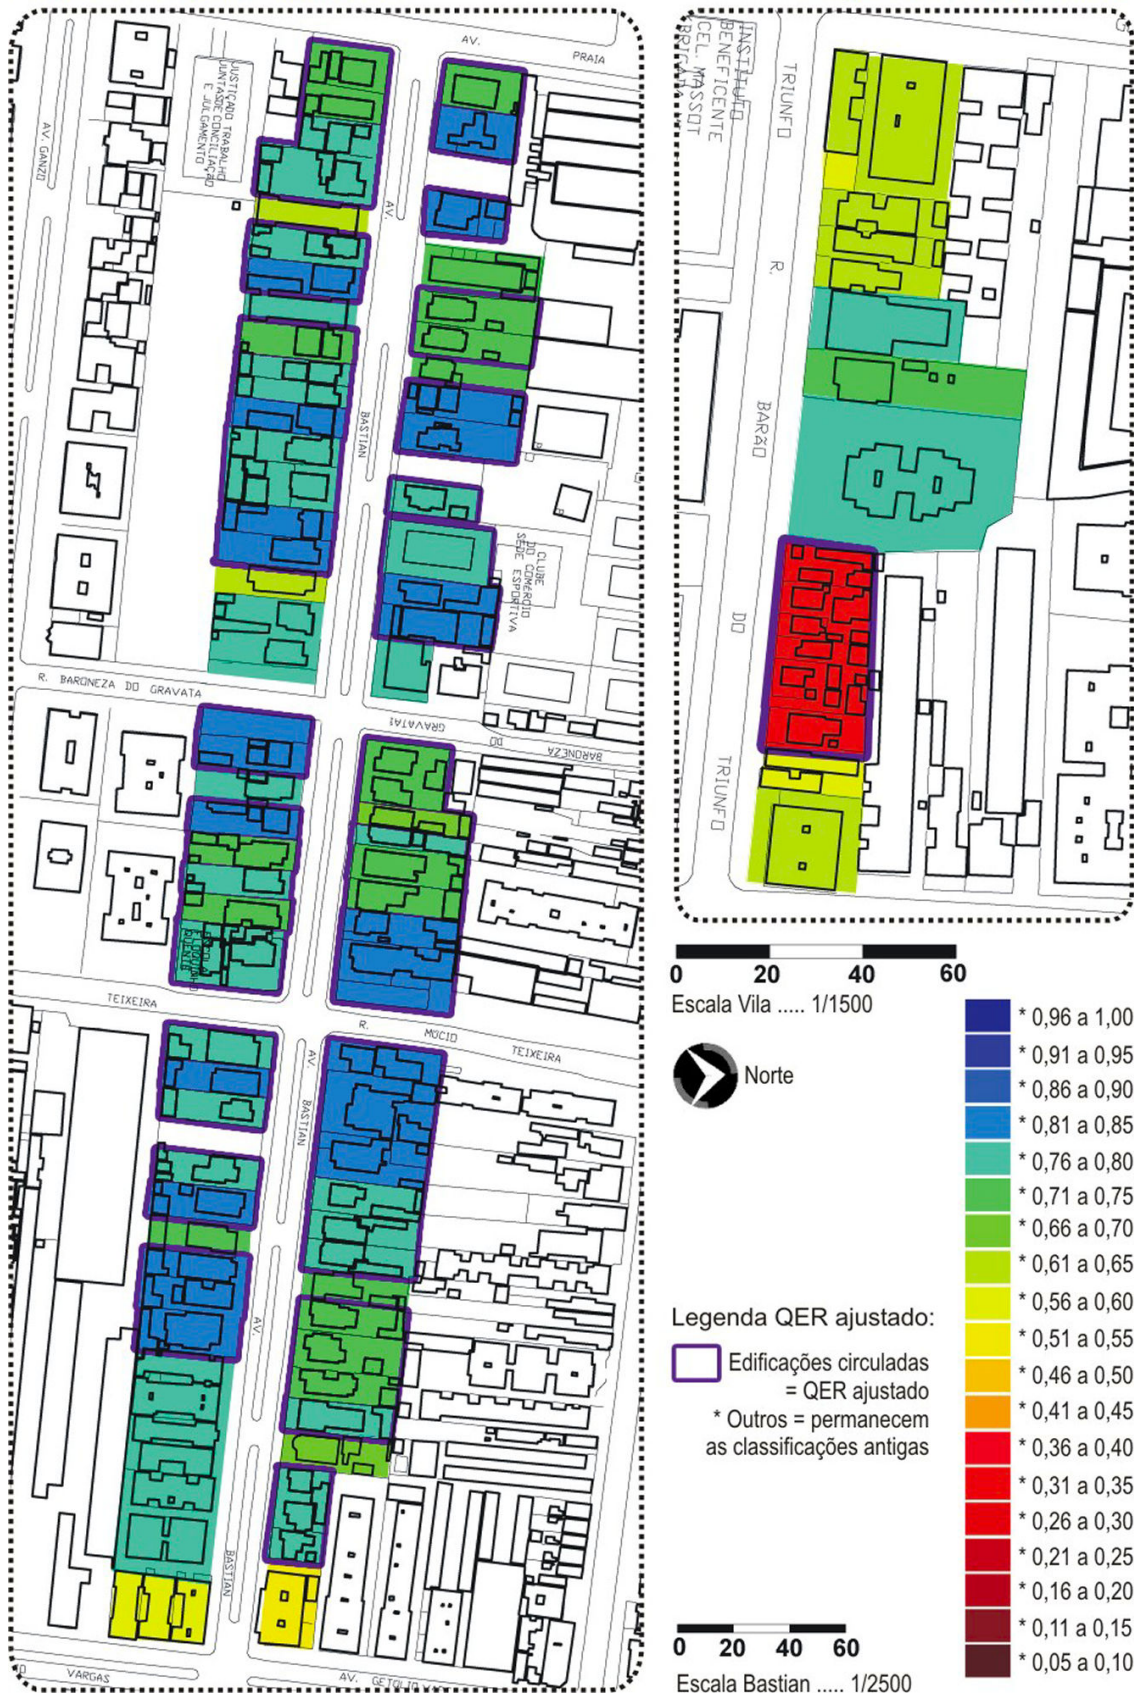 AV.
PRAIA
JUSTIÇADO TRABALHO
JUNTASDE CONCILIAÇÃO
E JULGAMENTO
AV. GANZO
AV.
BASTIAN
DO CLUBE
DO COMÉRCIO
SEDE ESPORTIVA
R. BARONEZA DO GRAVATA
GRAVATAI
DO
BARONEZA
TEIXEIRA
R.
MÚCIO
TEIXEIRA
AV.
BASTIAN
AV.
BASTIAN
VARGAS
AV. GETOLIO
INSTITUTO
BENEFICENTE
CEL. MASSOT
TRIUNFO
R.
BARÃO
DO
TRIUNFO
0 20 40 60
Escala Vila ..... 1/1500
Norte
Legenda QER ajustado:
Edificações circuladas
= QER ajustado
* Outros = permanecem
as classificações antigas
* 0,96 a 1,00
* 0,91 a 0,95
* 0,86 a 0,90
* 0,81 a 0,85
* 0,76 a 0,80
* 0,71 a 0,75
* 0,66 a 0,70
* 0,61 a 0,65
* 0,56 a 0,60
* 0,51 a 0,55
* 0,46 a 0,50
* 0,41 a 0,45
* 0,36 a 0,40
* 0,31 a 0,35
* 0,26 a 0,30
* 0,21 a 0,25
* 0,16 a 0,20
* 0,11 a 0,15
* 0,05 a 0,10
0 20 40 60
Escala Bastian ..... 1/2500